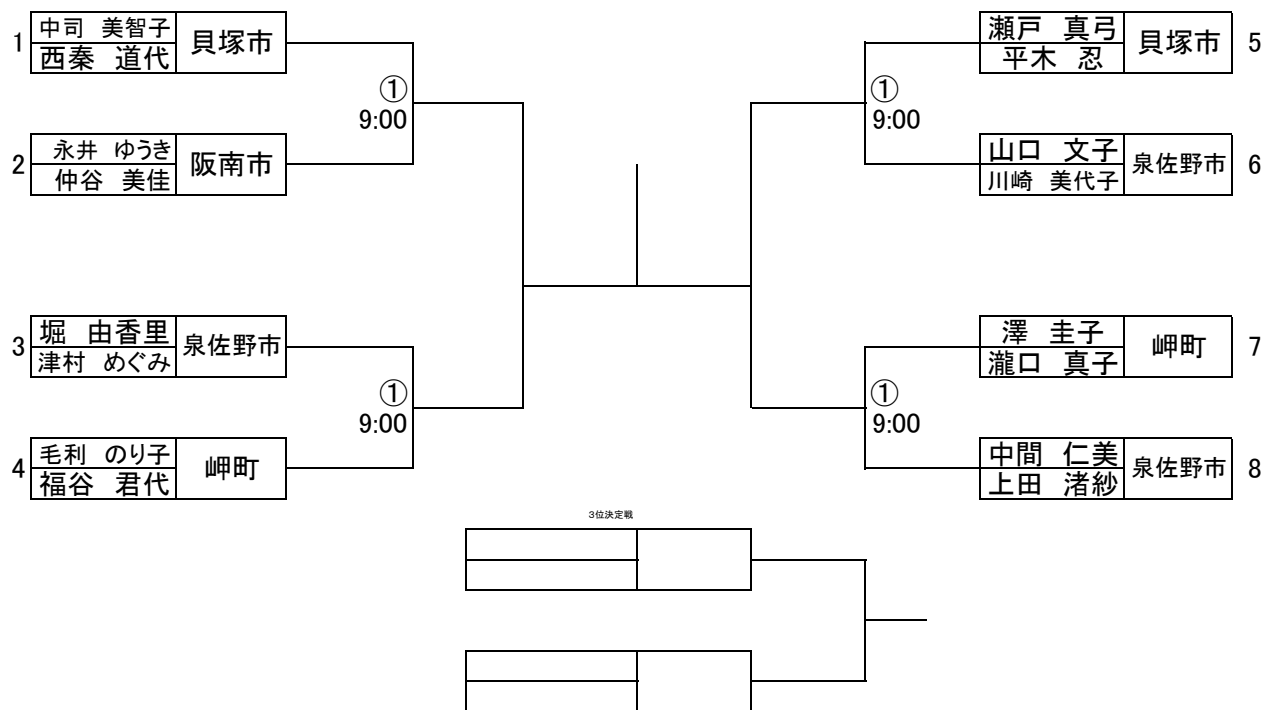 1
中司 美智子
西秦 道代
貝塚市
①
9:00
2
永井 ゆうき
仲谷 美佳
阪南市
3
堀 由香里
津村 めぐみ
泉佐野市
①
9:00
4
毛利 のり子
福谷 君代
岬町
瀬戸 真弓
平木 忍
貝塚市
5
①
9:00
山口 文子
川崎 美代子
泉佐野市
6
澤 圭子
瀧口 真子
岬町
7
①
9:00
中間 仁美
上田 渚紗
泉佐野市
8
3位決定戦